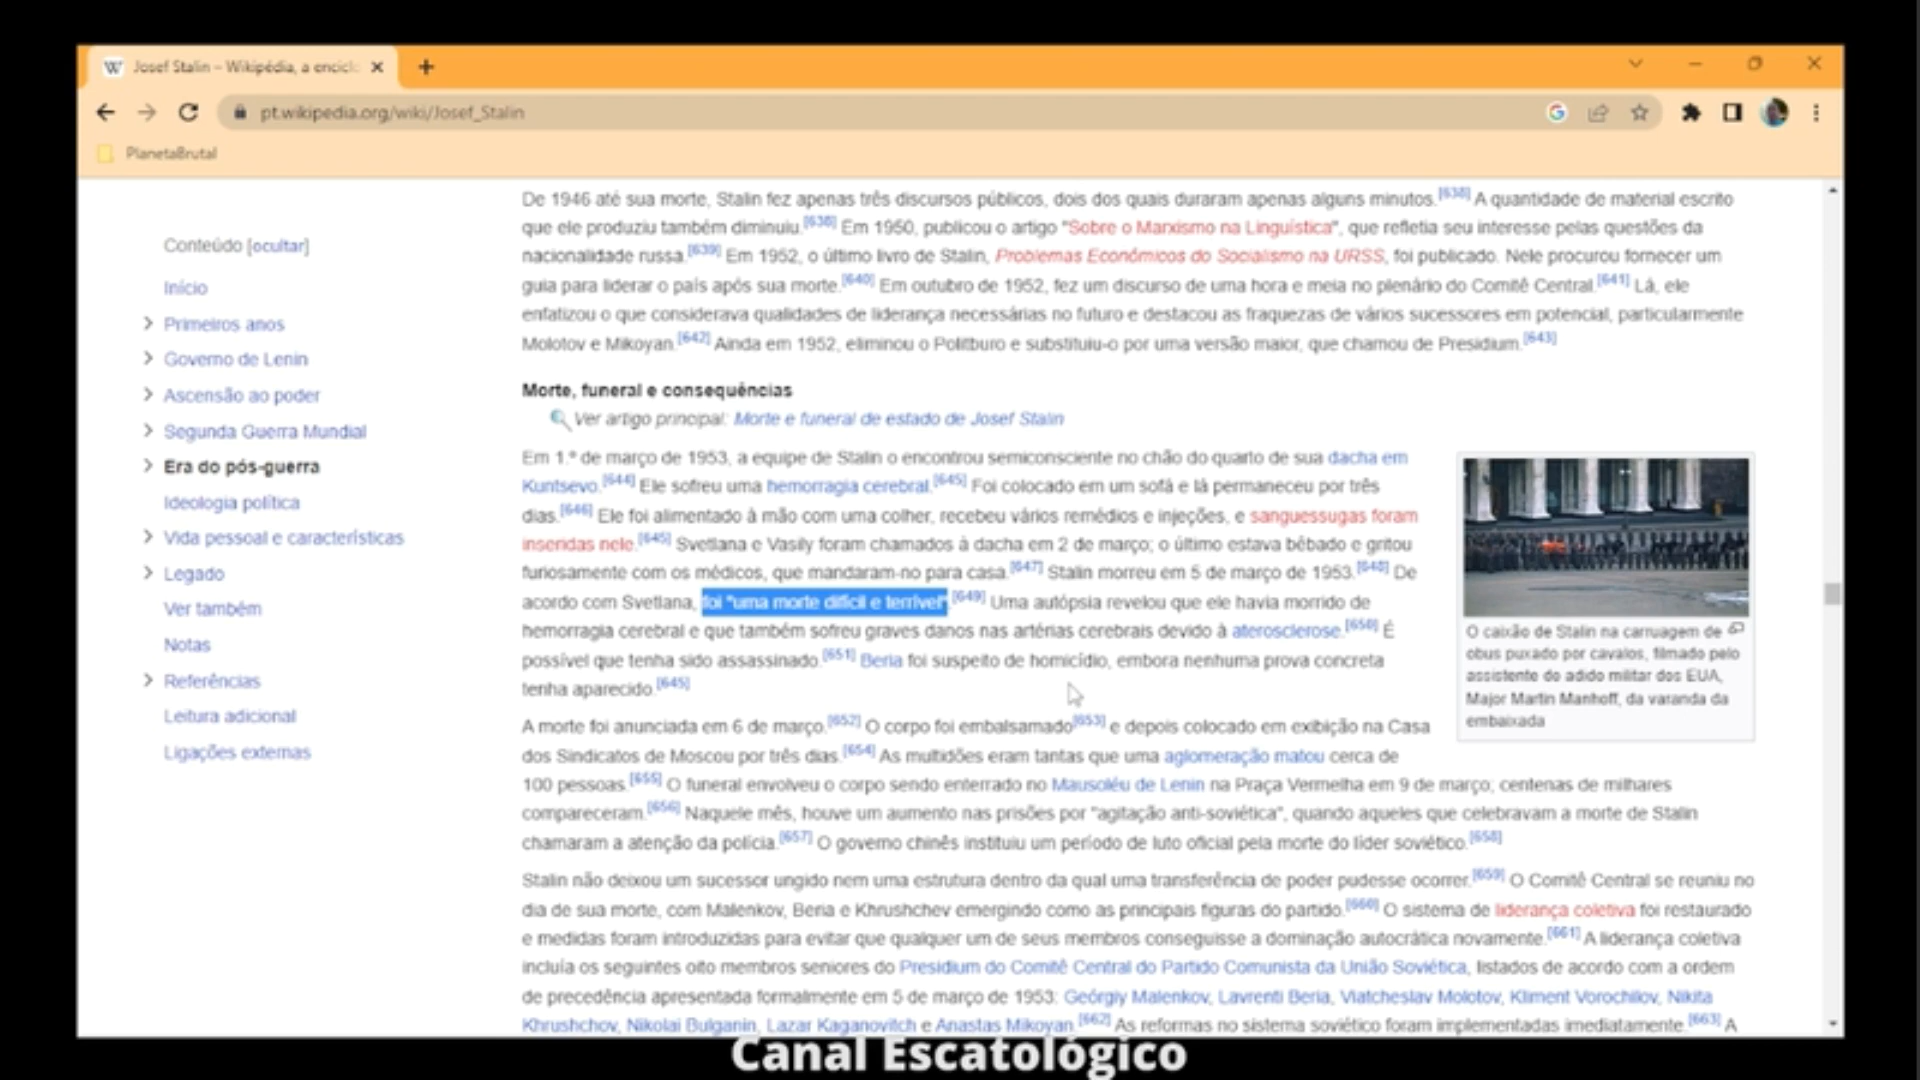 Josef Stalin – Wikipédia, a encicl
pt.wikipedia.org/wiki/Josef_Stalin
PlanetaBrutal
Conteúdo [ocultar]
Início
Primeiros anos
Governo de Lenin
Ascensão ao poder
Segunda Guerra Mundial
Era do pós-guerra
Ideologia política
Vida pessoal e características
Legado
Ver também
Notas
Referências
Leitura adicional
Ligações externas
De 1946 até sua morte, Stalin fez apenas três discursos públicos, dois dos quais duraram apenas alguns minutos.[638] A quantidade de material escrito
que ele produziu também diminuiu.[638] Em 1950, publicou o artigo "Sobre o Marxismo na Linguística", que refletia seu interesse pelas questões da
nacionalidade russa.[639] Em 1952, o último livro de Stalin, Problemas Econômicos do Socialismo na URSS, foi publicado. Nele procurou fornecer um
guia para liderar o país após sua morte.[640] Em outubro de 1952, fez um discurso de uma hora e meia no plenário do Comitê Central.[641] Lá, ele
enfatizou o que considerava qualidades de liderança necessárias no futuro e destacou as fraquezas de vários sucessores em potencial, particularmente
Molotov e Mikoyan.[642] Ainda em 1952, eliminou o Politburo e substituiu-o por uma versão maior, que chamou de Presidium.[643]
Morte, funeral e consequências
Ver artigo principal: Morte e funeral de estado de Josef Stalin
Em 1.º de março de 1953, a equipe de Stalin o encontrou semiconsciente no chão do quarto de sua dacha em
Kuntsevo.[644] Ele sofreu uma hemorragia cerebral.[645] Foi colocado em um sofá e lá permaneceu por três
dias.[646] Ele foi alimentado à mão com uma colher, recebeu vários remédios e injeções, e sanguessugas foram
inseridas nele.[645] Svetlana e Vasily foram chamados à dacha em 2 de março; o último estava bêbado e gritou
furiosamente com os médicos, que mandaram-no para casa.[647] Stalin morreu em 5 de março de 1953.[648] De
acordo com Svetlana, foi "uma morte difícil e terrível".[649] Uma autópsia revelou que ele havia morrido de
hemorragia cerebral e que também sofreu graves danos nas artérias cerebrais devido à aterosclerose.[650] É
possível que tenha sido assassinado.[651] Beria foi suspeito de homicídio, embora nenhuma prova concreta
tenha aparecido.[645]
O caixão de Stalin na carruagem de
obus puxado por cavalos, filmado pelo
assistente do adido militar dos EUA,
Major Martin Manhoff, da varanda da
embaixada
A morte foi anunciada em 6 de março.[652] O corpo foi embalsamado[653] e depois colocado em exibição na Casa
dos Sindicatos de Moscou por três dias.[654] As multidões eram tantas que uma aglomeração matou cerca de
100 pessoas.[655] O funeral envolveu o corpo sendo enterrado no Mausoléu de Lenin na Praça Vermelha em 9 de março; centenas de milhares
compareceram.[656] Naquele mês, houve um aumento nas prisões por "agitação anti-soviética", quando aqueles que celebravam a morte de Stalin
chamaram a atenção da polícia.[657] O governo chinês instituiu um período de luto oficial pela morte do líder soviético.[658]
Stalin não deixou um sucessor ungido nem uma estrutura dentro da qual uma transferência de poder pudesse ocorrer.[659] O Comitê Central se reuniu no
dia de sua morte, com Malenkov, Beria e Khrushchev emergindo como as principais figuras do partido.[660] O sistema de liderança coletiva foi restaurado
e medidas foram introduzidas para evitar que qualquer um de seus membros conseguisse a dominação autocrática novamente.[661] A liderança coletiva
incluía os seguintes oito membros seniores do Presidium do Comitê Central do Partido Comunista da União Soviética, listados de acordo com a ordem
de precedência apresentada formalmente em 5 de março de 1953: Geórgiy Malenkov, Lavrenti Beria, Viatcheslav Molotov, Kliment Vorochilov, Nikita
Khrushchov, Nikolai Bulganin, Lazar Kaganovitch e Anastas Mikoyan.[662] As reformas no sistema soviético foram implementadas imediatamente.[663] A
Canal Escatológico